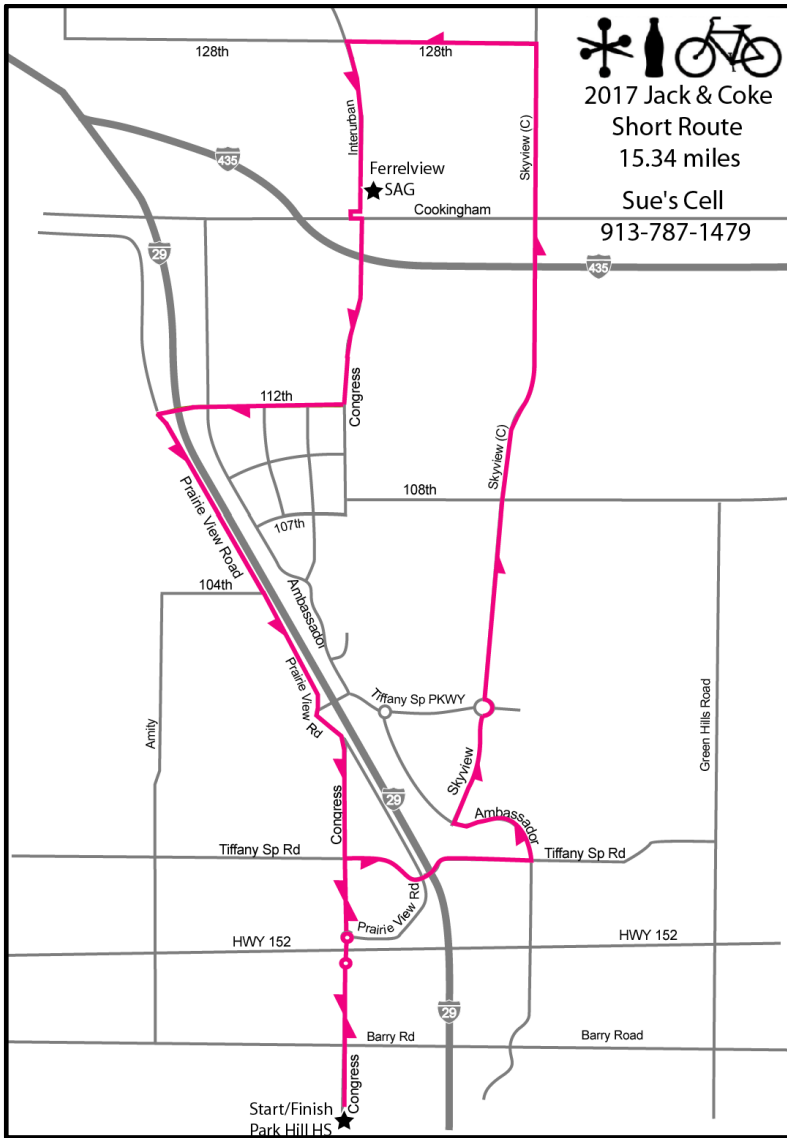 128th
128th
2017 Jack & Coke
Short Route
15.34 miles
Sue's Cell
913-787-1479
Interurban
Skyview (C)
435
Ferrelview
SAG
Cookingham
29
435
112th
Congress
Skyview (C)
108th
Prairie View Road
107th
104th
Ambassador
Prairie View Rd
Tiffany Sp PKWY
Green Hills Road
Amity
Skyview
29
Congress
Ambassador
Tiffany Sp Rd
Tiffany Sp Rd
Prairie View Rd
HWY 152
HWY 152
29
Barry Rd
Barry Road
Congress
Start/Finish
Park Hill HS